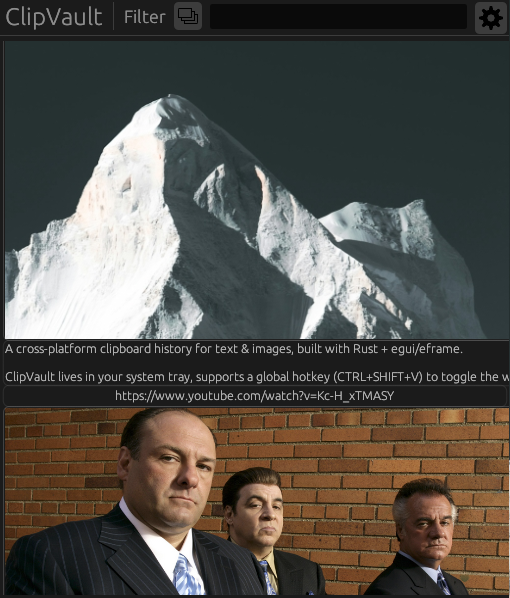 ClipVault Filter
A cross-platform clipboard history for text & images, built with Rust + egui/eframe.
ClipVault lives in your system tray, supports a global hotkey (CTRL+SHIFT+V) to toggle the w
https://www.youtube.com/watch?v=Kc-H_xTMASY